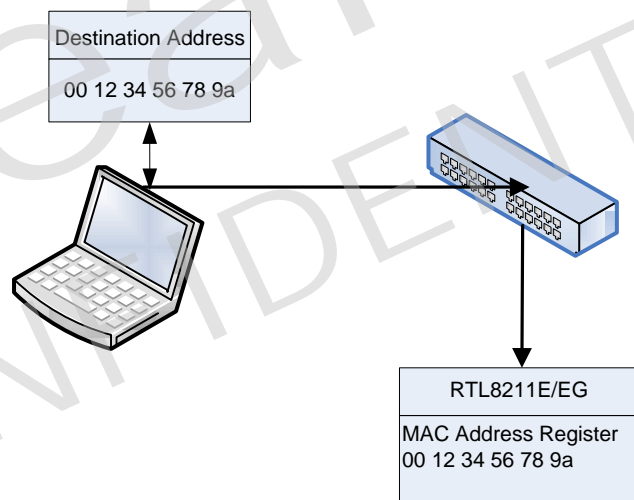 Destination Address
00 12 34 56 78 9a
RTL8211E/EG
MAC Address Register
00 12 34 56 78 9a